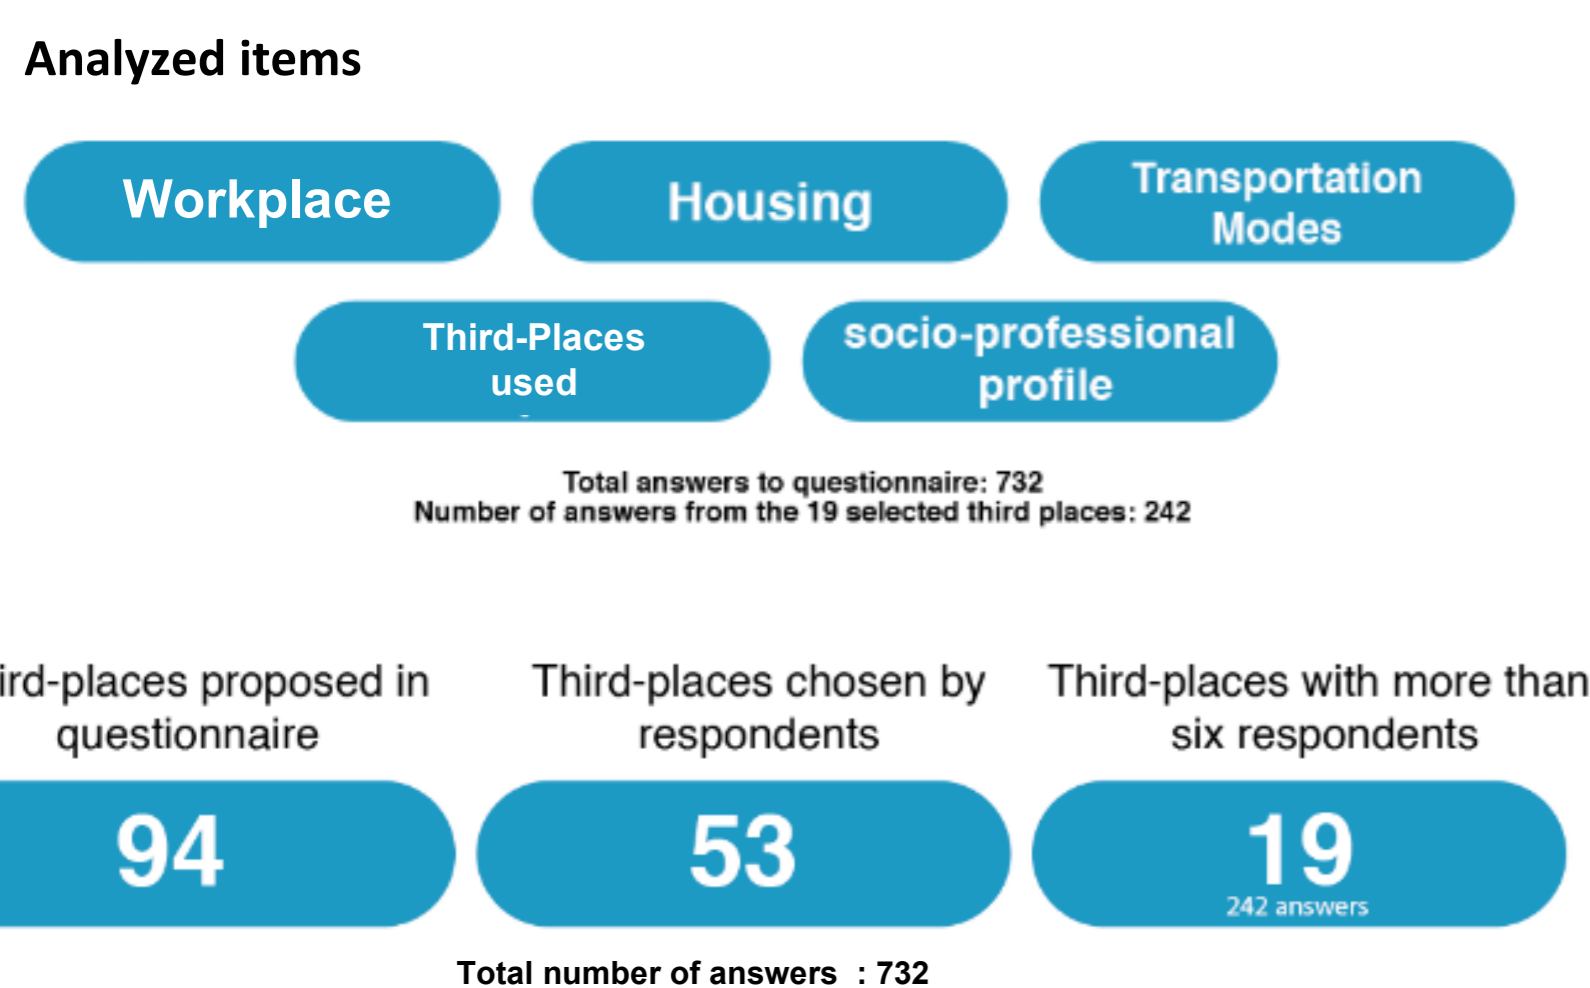 Analyzed items
Workplace
Housing
Transportation
Modes
Third-Places
used
socio-professional
profile
Total answers to questionnaire: 732
Number of answers from the 19 selected third places: 242
ird-places proposed in
questionnaire
Third-places chosen by
respondents
Third-places with more than
six respondents
94
53
19
242 answers
Total number of answers : 732